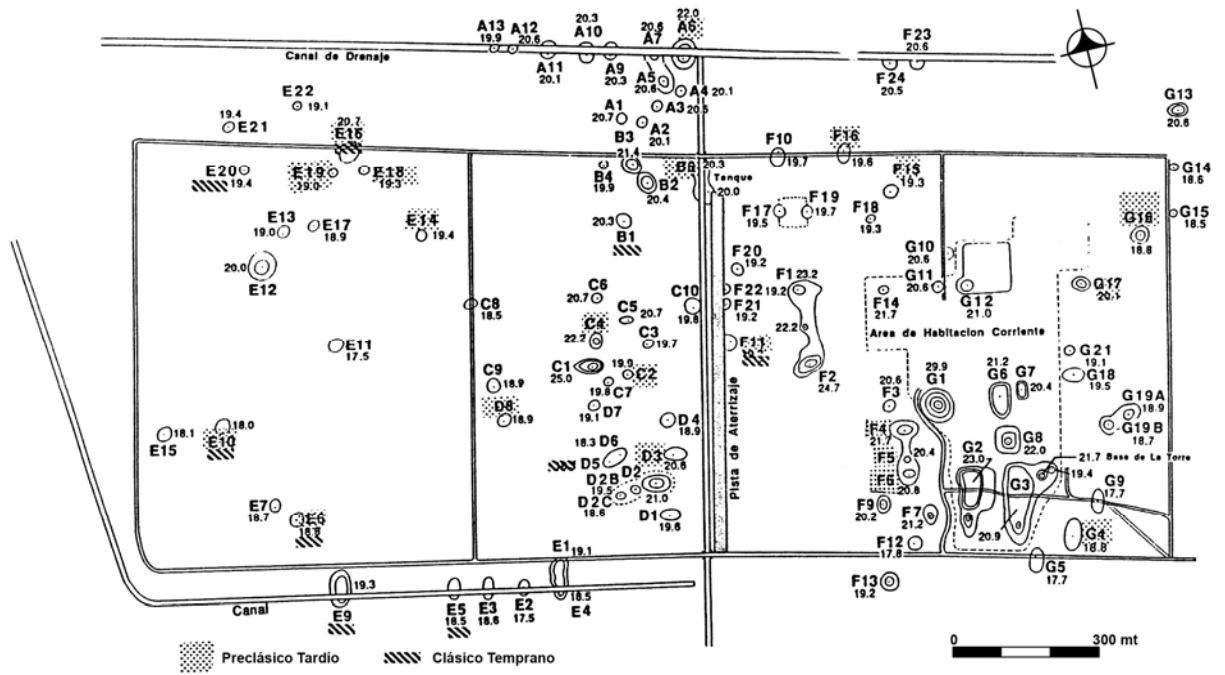 A13
19.9
A12
20.6
20.3
A10
A11
20.1
A9
20.3
20.6
A7
22.0
A6
A5
20.6
A4 20.1
A3
20.5
A1
20.7
A2
20.1
Canal de Drenaje
F23
20.6
F24
20.5
G13
20.6
E22
19.1
19.4
E21
20.7
E20
19.4
E19
19.0
E18
19.3
E13
19.0
E17
18.9
E14
19.4
20.0
E12
E11
17.5
B3
21.4
B4
19.9
B2
20.4
20.3
Tanque
20.0
20.3
B1
F10
19.7
F16
19.6
F15
19.3
F17
19.5
F19
19.7
F18
19.3
G14
18.6
G15
18.5
G16
18.6
G10
20.6
G11
20.6
G12
21.0
G17
F20
19.2
F1 23.2
19.2
F22
F21
19.2
F14
21.7
22.2
F2
24.7
F11
Area de Habitacion Corriente
C6
20.7
C8
18.5
C5
20.7
C10
19.8
C4
22.2
C3
19.7
C1
25.0
19.0
C2
C7
19.8
C9
18.9
D7
19.1
D8
18.9
D4
18.9
18.3 D6
D5
D3
20.6
D2
D2B
19.5
21.0
D2C
18.6
D1
19.6
Pista de Aterrizaje
G21
19.1
G18
19.5
G19A
18.9
G19B
18.7
29.9
G1
21.2
G6
G7
20.4
G8
22.0
20.6
F3
F4
21.7
F5
20.4
F6
20.8
F9
20.2
F7
21.2
F12
17.8
F13
19.2
G2
23.0
G3
20.9
21.7 Base de La Torre
19.4
G9
17.7
G4
18.8
G5
17.7
18.1
E15
18.0
E10
E7
18.7
E6
E1 19.1
19.3
E9
E5
18.5
E3
18.6
E2
17.5
18.5
E4
Canal
Preclásico Tardío
Clásico Temprano
0
300 mt